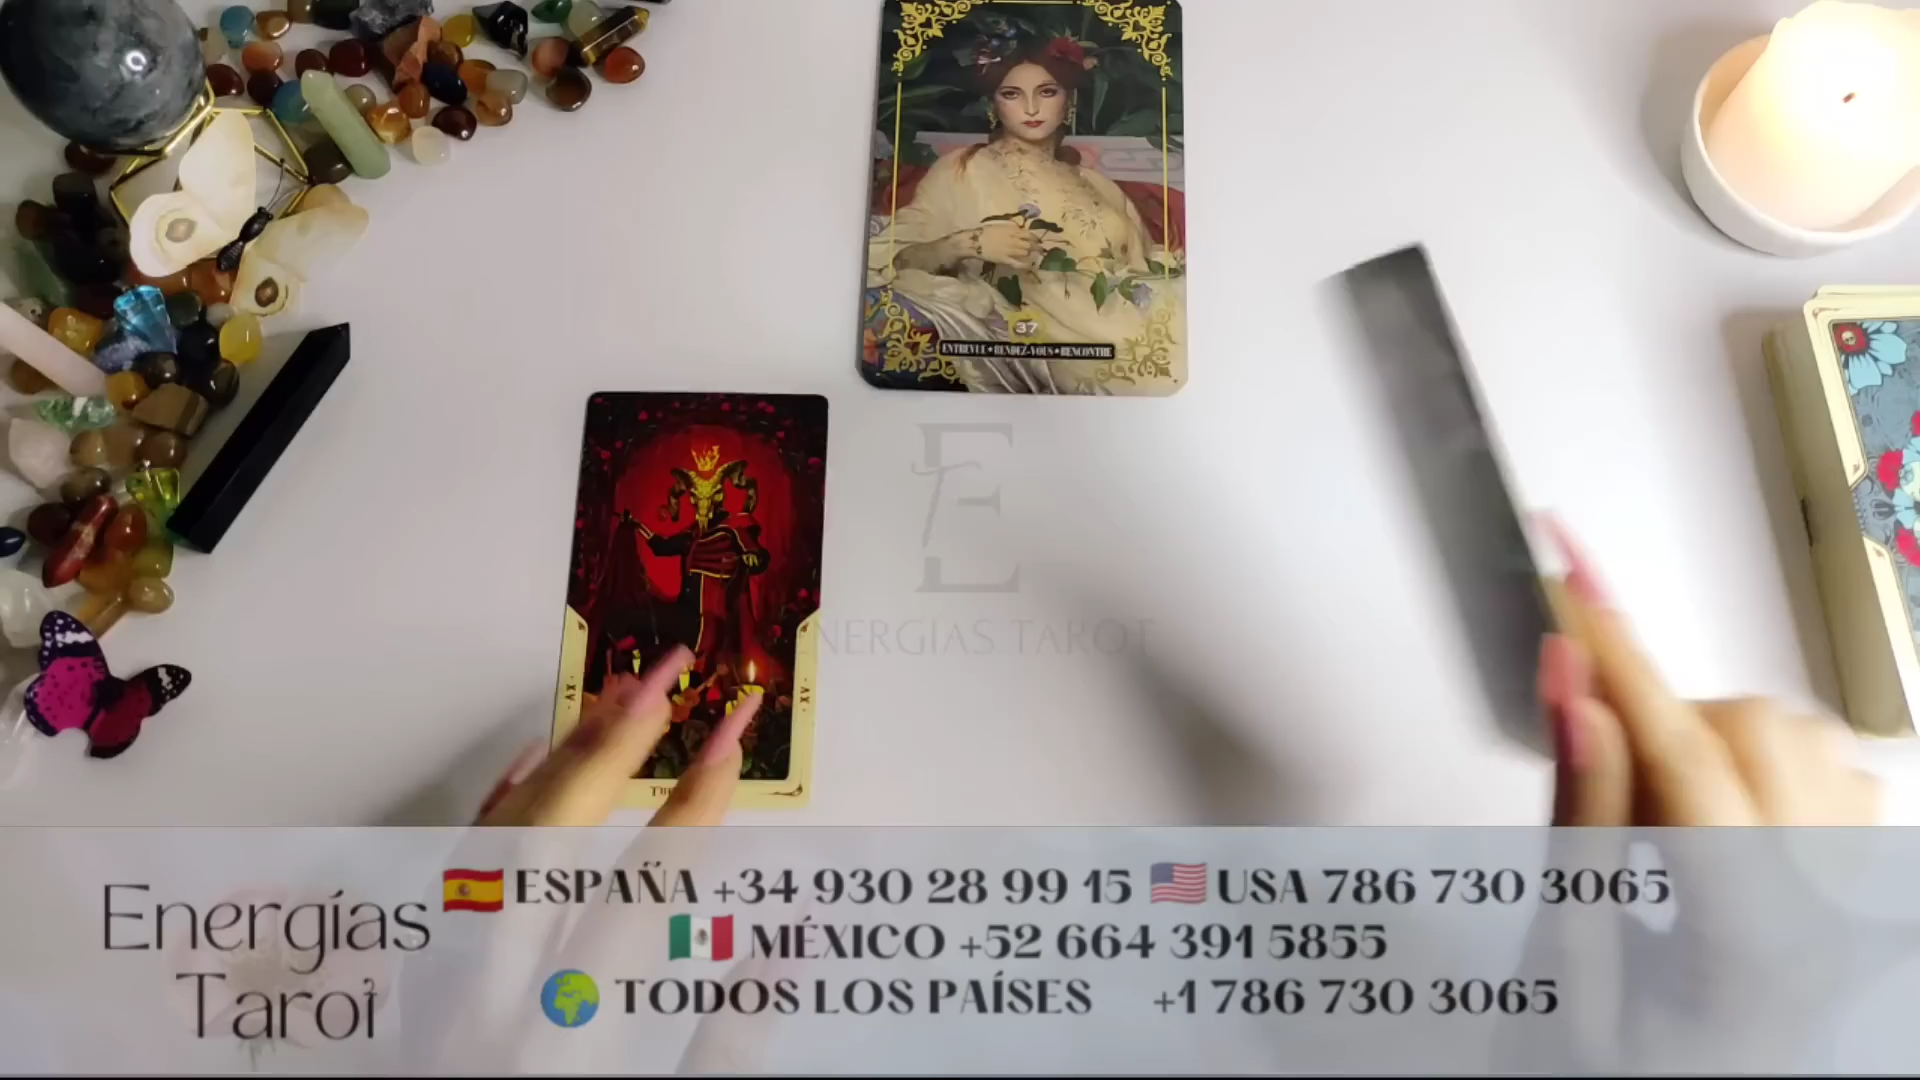 37
ENTREVUE • RENDEZ-VOUS • RENCONTRE
E
ENERGÍAS TAROT
XV
XV
Energías
Tarot
ESPAÑA +34 930 28 99 15 USA 786 730 3065
MÉXICO +52 664 391 5855
TODOS LOS PAÍSES +1 786 730 3065